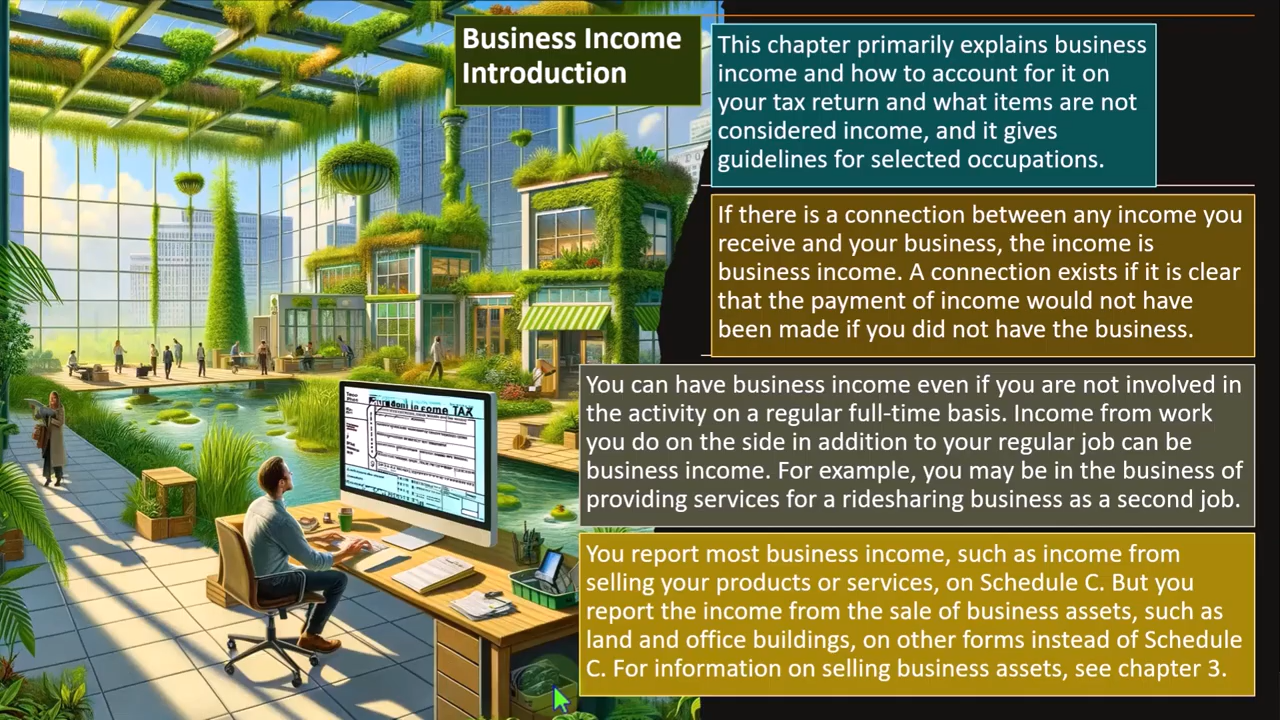 Business Income
Introduction
This chapter primarily explains business
income and how to account for it on
your tax return and what items are not
considered income, and it gives
guidelines for selected occupations.
If there is a connection between any income you
receive and your business, the income is
business income. A connection exists if it is clear
that the payment of income would not have
been made if you did not have the business.
You can have business income even if you are not involved in
the activity on a regular full-time basis. Income from work
you do on the side in addition to your regular job can be
business income. For example, you may be in the business of
providing services for a ridesharing business as a second job.
You report most business income, such as income from
selling your products or services, on Schedule C. But you
report the income from the sale of business assets, such as
land and office buildings, on other forms instead of Schedule
C. For information on selling business assets, see chapter 3.
TAX